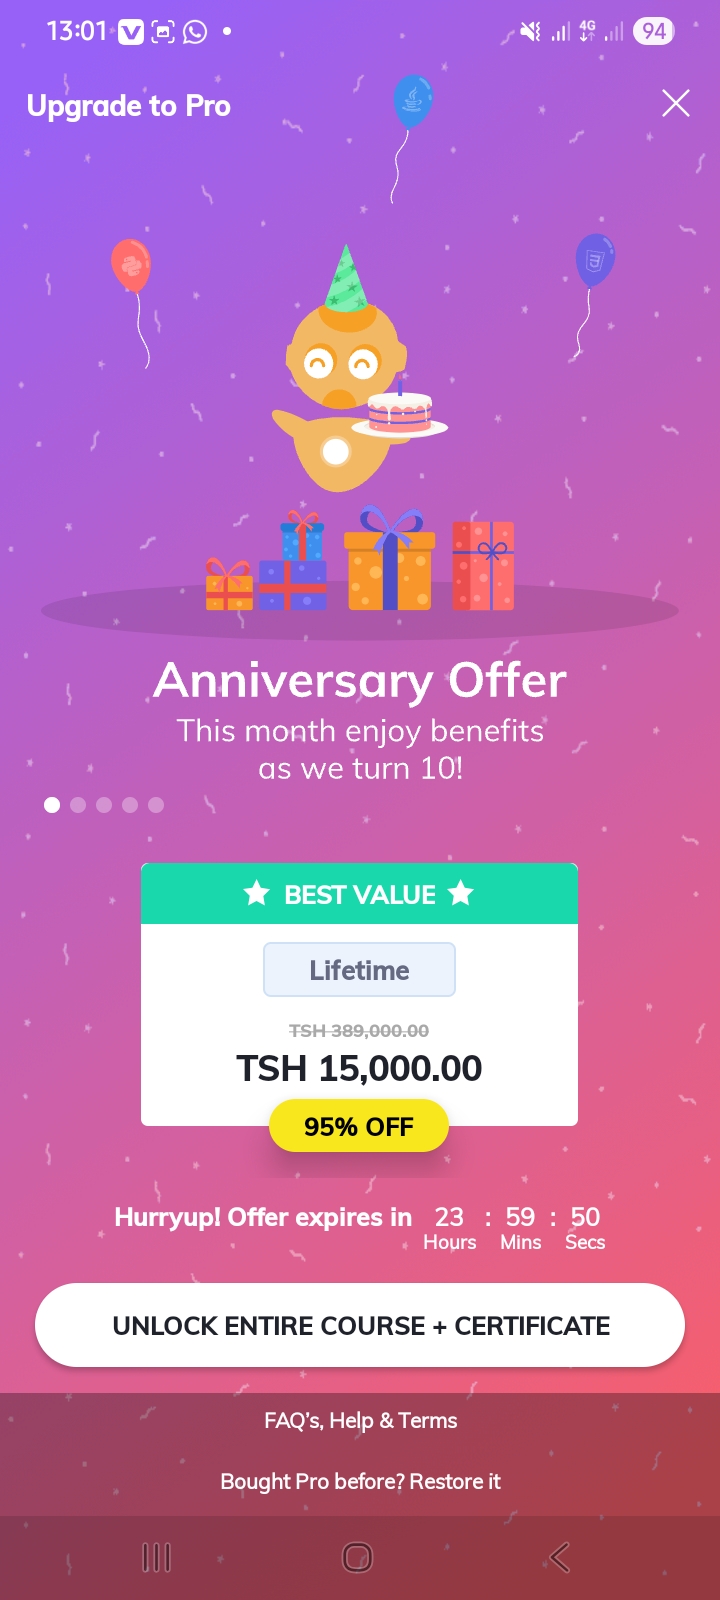 13:01
4G
94
Upgrade to Pro
Anniversary Offer
This month enjoy benefits
as we turn 10!
BEST VALUE
Lifetime
TSH 389,000.00
TSH 15,000.00
95% OFF
Hurryup! Offer expires in 23 : 59 : 50
Hours Mins Secs
UNLOCK ENTIRE COURSE + CERTIFICATE
FAQ's, Help & Terms
Bought Pro before? Restore it